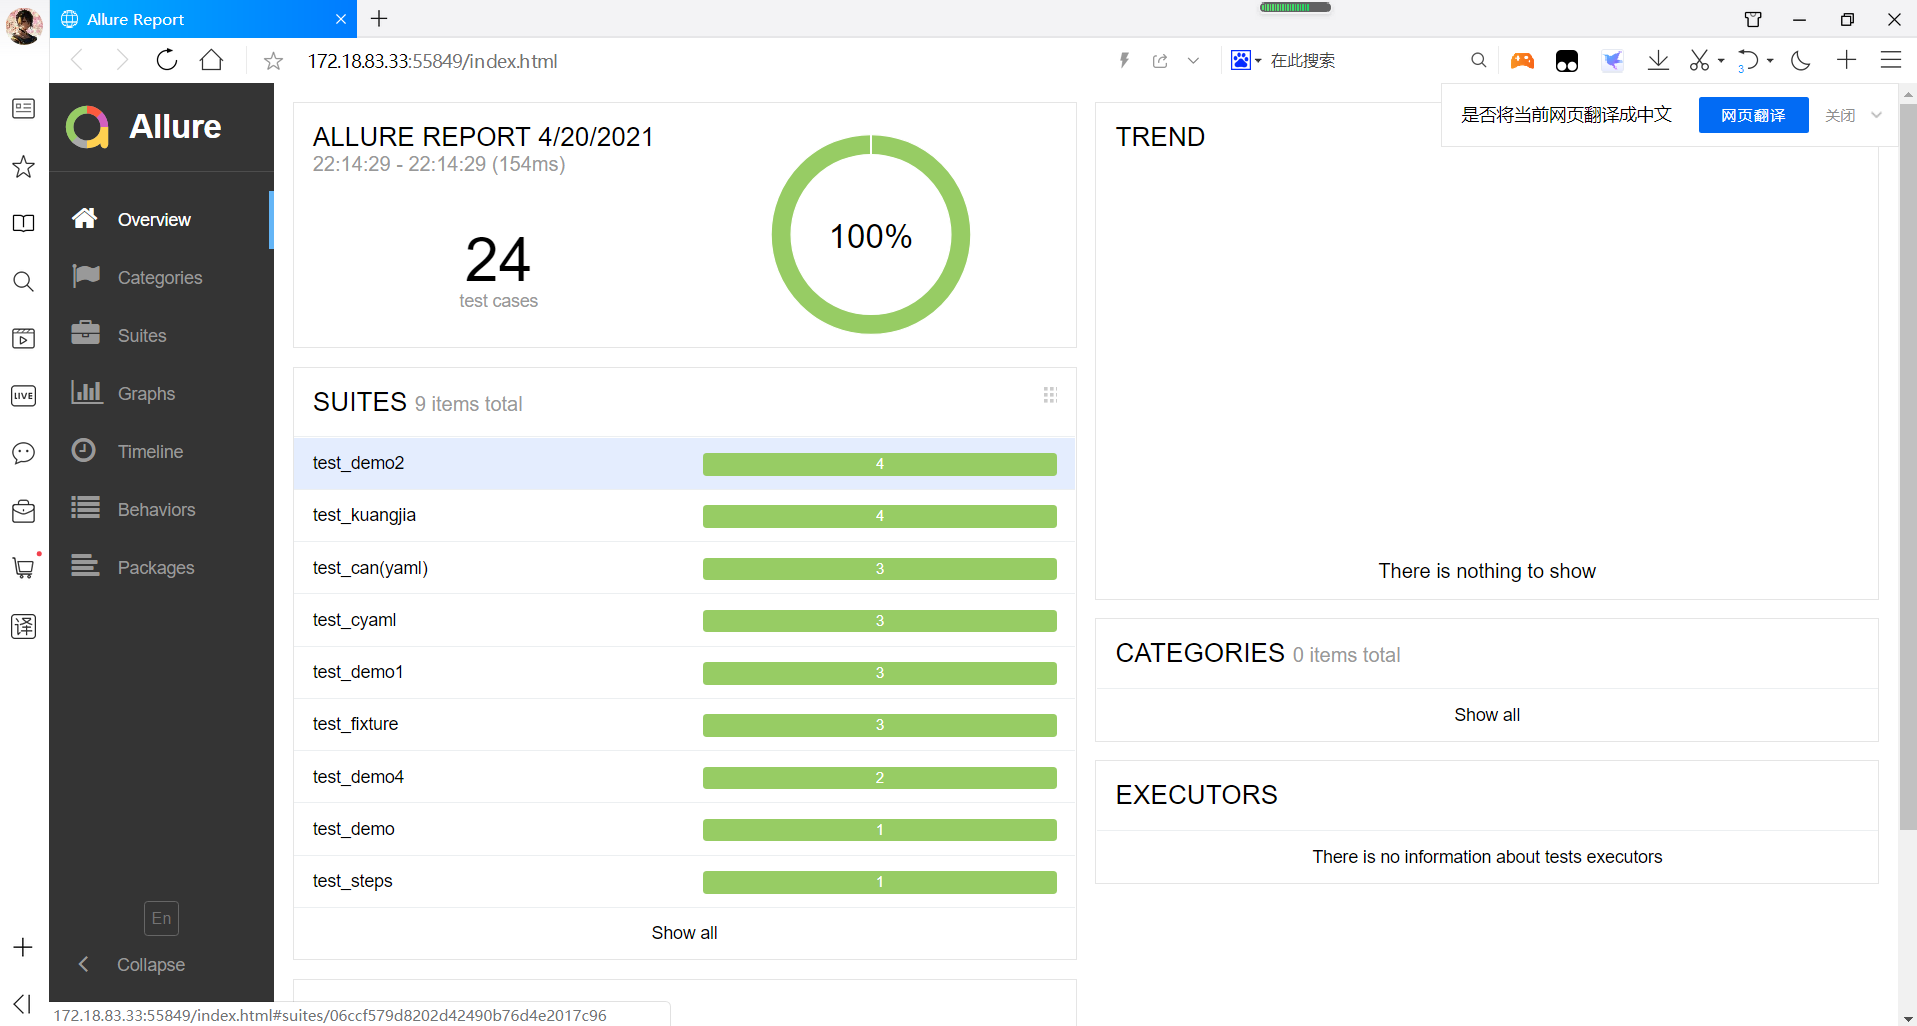 Allure Report
172.18.83.33:55849/index.html
在此搜索
3
是否将当前网页翻译成中文
网页翻译
关闭
LIVE
译
Allure
Overview
Categories
Suites
Graphs
Timeline
Behaviors
Packages
En
Collapse
ALLURE REPORT 4/20/2021
22:14:29 - 22:14:29 (154ms)
24
test cases
100%
SUITES 9 items total
test_demo2 4
test_kuangjia 4
test_can(yaml) 3
test_cyaml 3
test_demo1 3
test_fixture 3
test_demo4 2
test_demo 1
test_steps 1
Show all
TREND
There is nothing to show
CATEGORIES 0 items total
Show all
EXECUTORS
There is no information about tests executors
172.18.83.33:55849/index.html#suites/06ccf579d8202d42490b76d4e2017c96